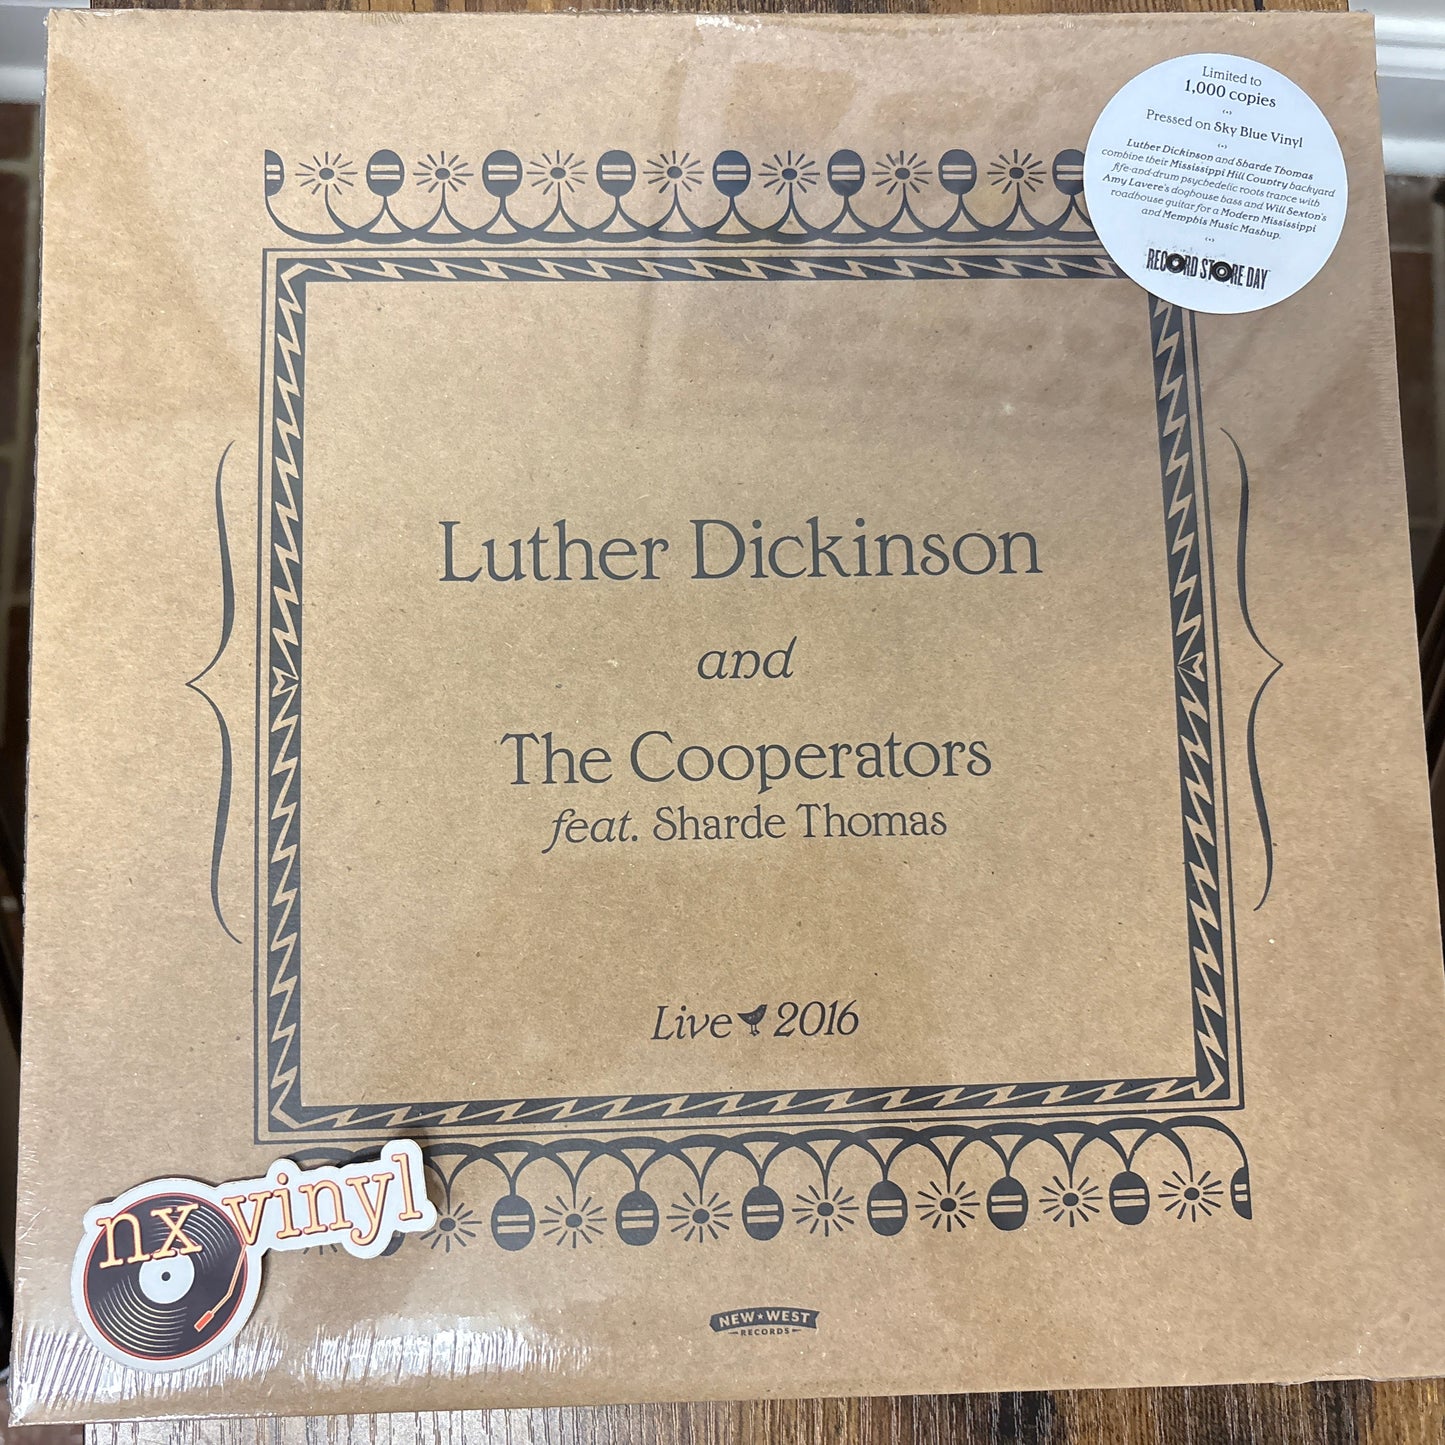 Limited to
1,000 copies
Pressed on Sky Blue Vinyl
Luther Dickinson and Sharde Thomas
combine their Mississippi Hill Country backyard
fife-and-drum psychedelic roots trance with
Amy Lavere's doghouse bass and Will Sexton's
roadhouse guitar for a Modern Mississippi
and Memphis Music Mashup.
RECORD STORE DAY
Luther Dickinson
and
The Cooperators
feat. Sharde Thomas
Live 2016
nx vinyl
NEW ★ WEST
RECORDS